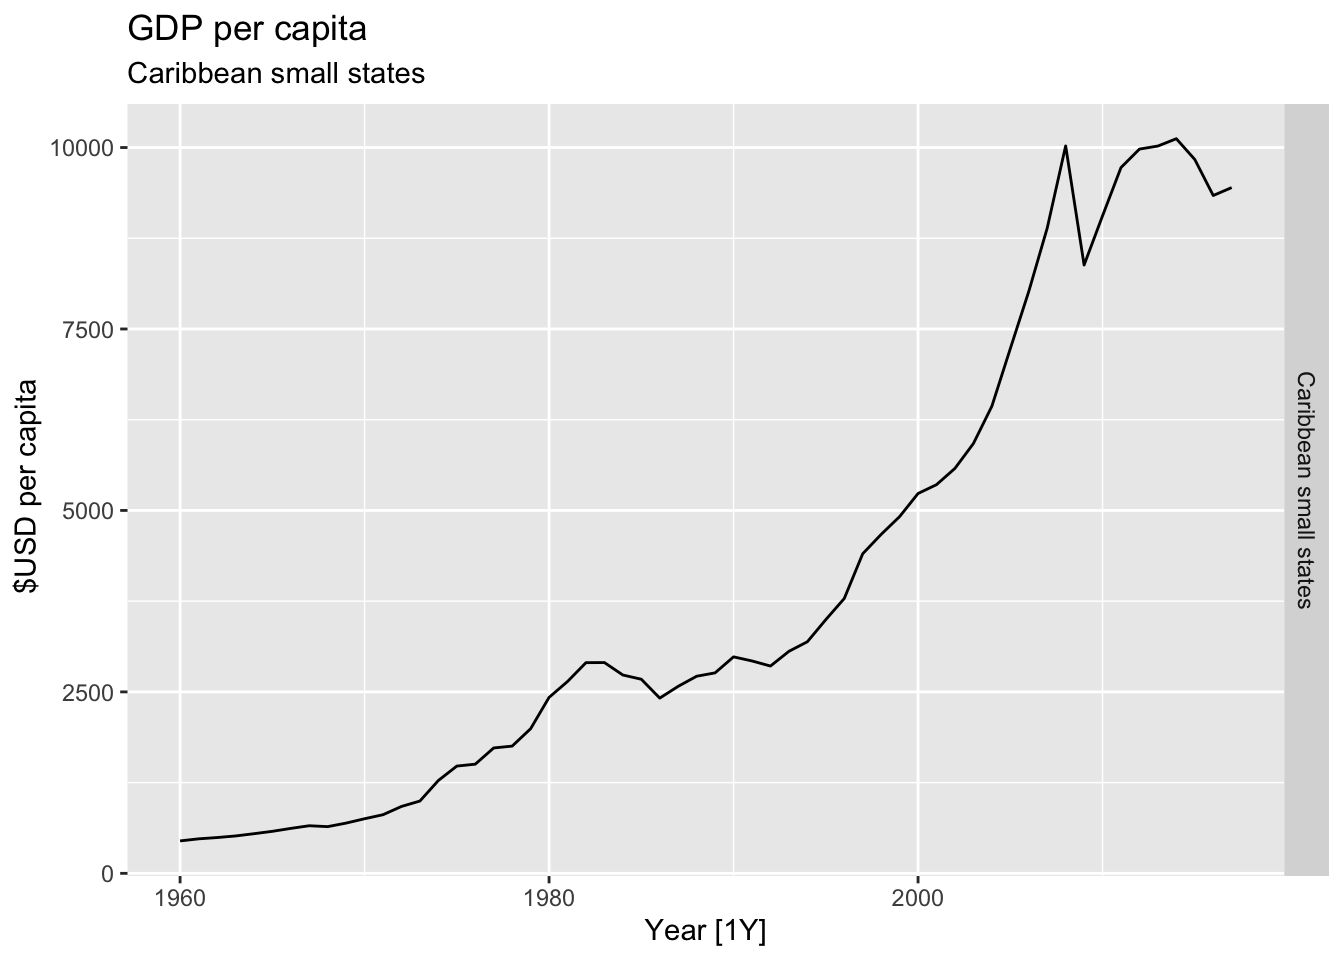 GDP per capita
Caribbean small states
10000
7500
5000
2500
0
$USD per capita
Caribbean small states
1960
1980
2000
Year [1Y]